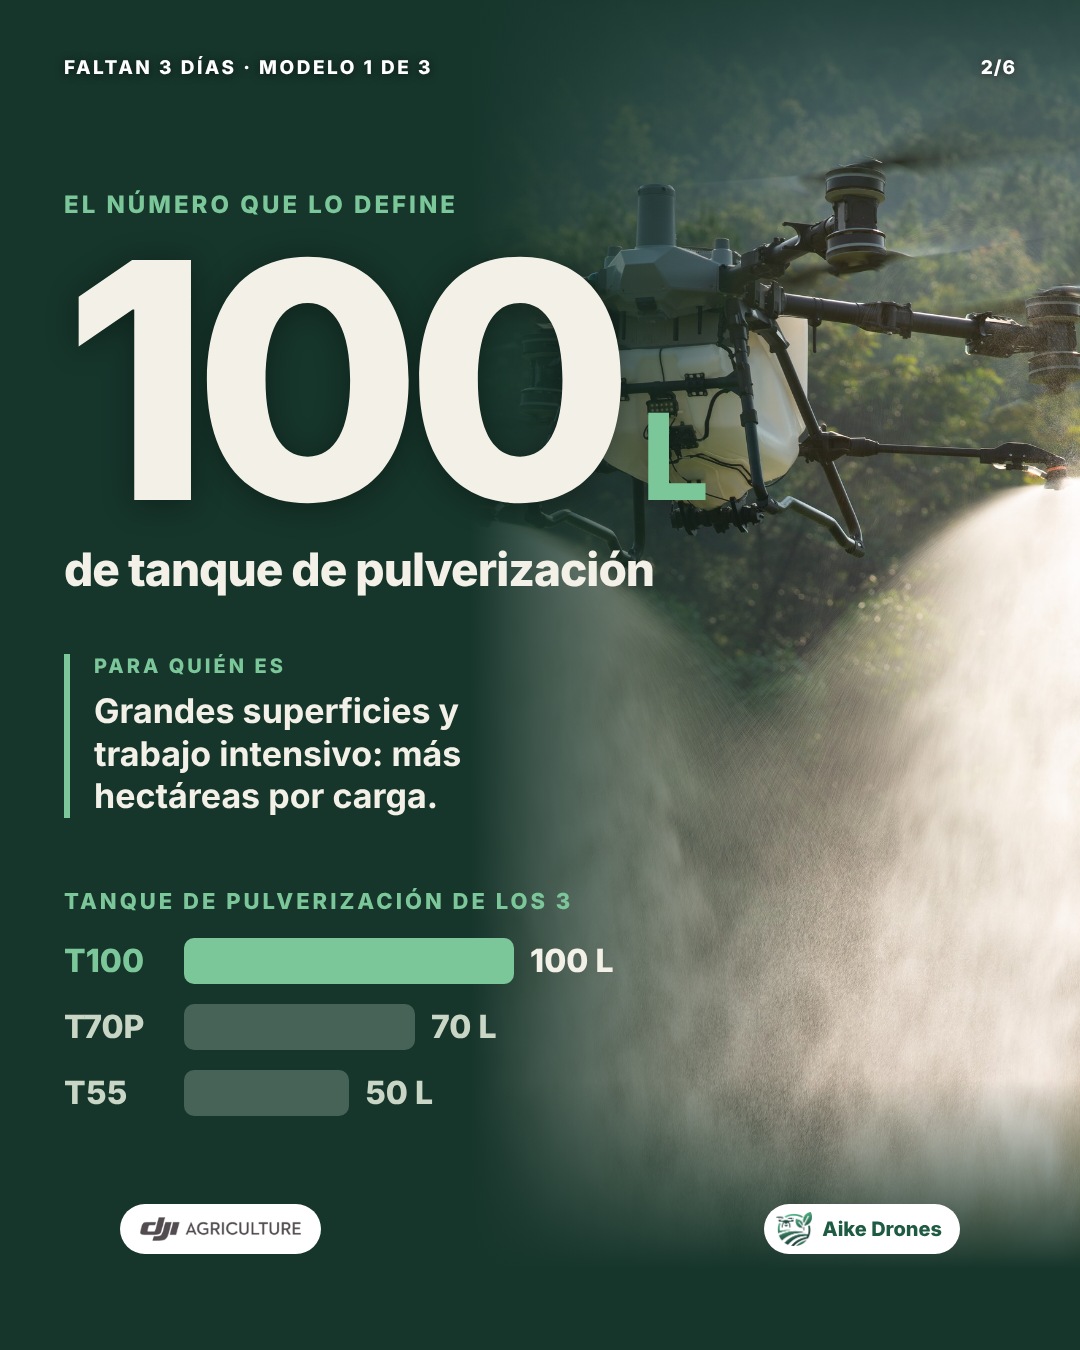 FALTAN 3 DÍAS · MODELO 1 DE 3
2/6
EL NÚMERO QUE LO DEFINE
100 L
de tanque de pulverización
PARA QUIÉN ES
Grandes superficies y
trabajo intensivo: más
hectáreas por carga.
TANQUE DE PULVERIZACIÓN DE LOS 3
T100 100 L
T70P 70 L
T55 50 L
dji AGRICULTURE
Aike Drones